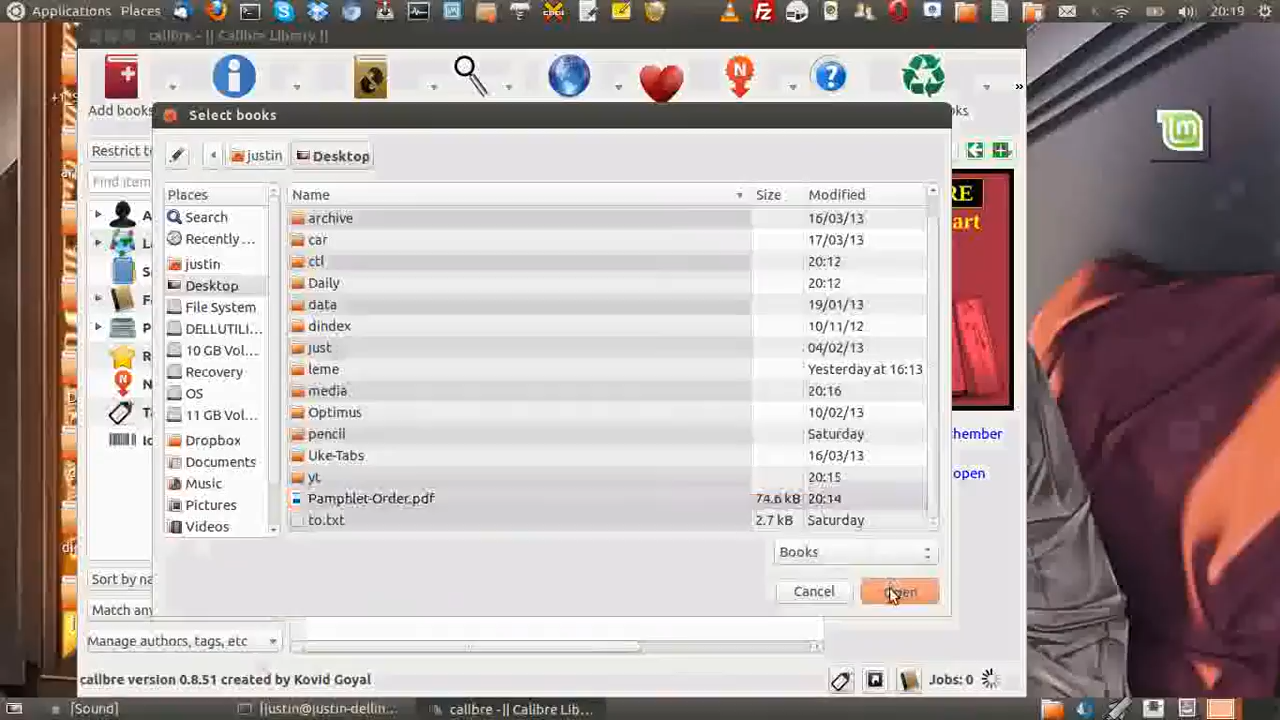 Applications Places 20:19
calibre - || Calibre Library ||
Add books
Select books
Restrict to
justin Desktop
Places Name Size Modified
Search archive 16/03/13
Recently ... car 17/03/13
justin ctl 20:12
Desktop Daily 20:12
File System data 19/01/13
DELLUTILI... dindex 10/11/12
10 GB Vol... just 04/02/13
Recovery leme Yesterday at 16:13
OS media 20:16
11 GB Vol... Optimus 10/02/13
pencil Saturday
Dropbox Uke-Tabs 16/03/13
Documents yt 20:15
Music Pamphlet-Order.pdf 74.6 kB 20:14
Pictures to.txt 2.7 kB Saturday
Videos
Books
Cancel Open
Sort by na
Match any
Manage authors, tags, etc
calibre version 0.8.51 created by Kovid Goyal Jobs: 0
[Sound] [justin@justin-dellin... calibre - || Calibre Lib...